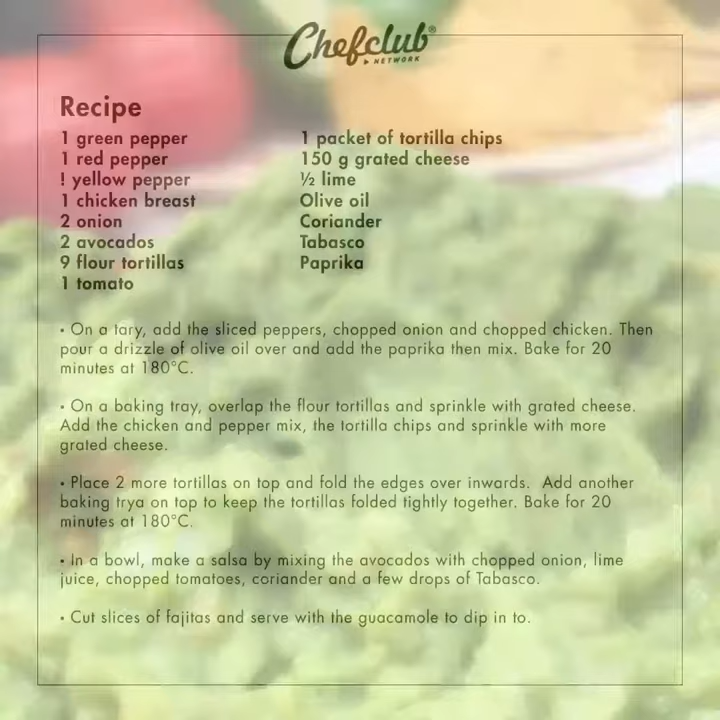 Chefclub®
NETWORK
Recipe
1 green pepper
1 red pepper
! yellow pepper
1 chicken breast
2 onion
2 avocados
9 flour tortillas
1 tomato
1 packet of tortilla chips
150 g grated cheese
½ lime
Olive oil
Coriander
Tabasco
Paprika
• On a tary, add the sliced peppers, chopped onion and chopped chicken. Then
pour a drizzle of olive oil over and add the paprika then mix. Bake for 20
minutes at 180°C.
• On a baking tray, overlap the flour tortillas and sprinkle with grated cheese.
Add the chicken and pepper mix, the tortilla chips and sprinkle with more
grated cheese.
• Place 2 more tortillas on top and fold the edges over inwards. Add another
baking trya on top to keep the tortillas folded tightly together. Bake for 20
minutes at 180°C.
• In a bowl, make a salsa by mixing the avocados with chopped onion, lime
juice, chopped tomatoes, coriander and a few drops of Tabasco.
• Cut slices of fajitas and serve with the guacamole to dip in to.